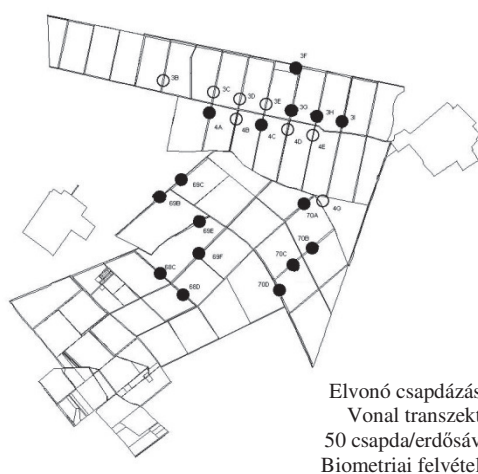 3F
3B
3C
3D
3E
3G
3H
3I
4A
4B
4C
4D
4E
69C
69B
69E
69F
68C
68D
70A
4G
70B
70C
70D
Elvonó csapdázás
Vonal transzekt
50 csapda/erdősáv
Biometriai felvétel